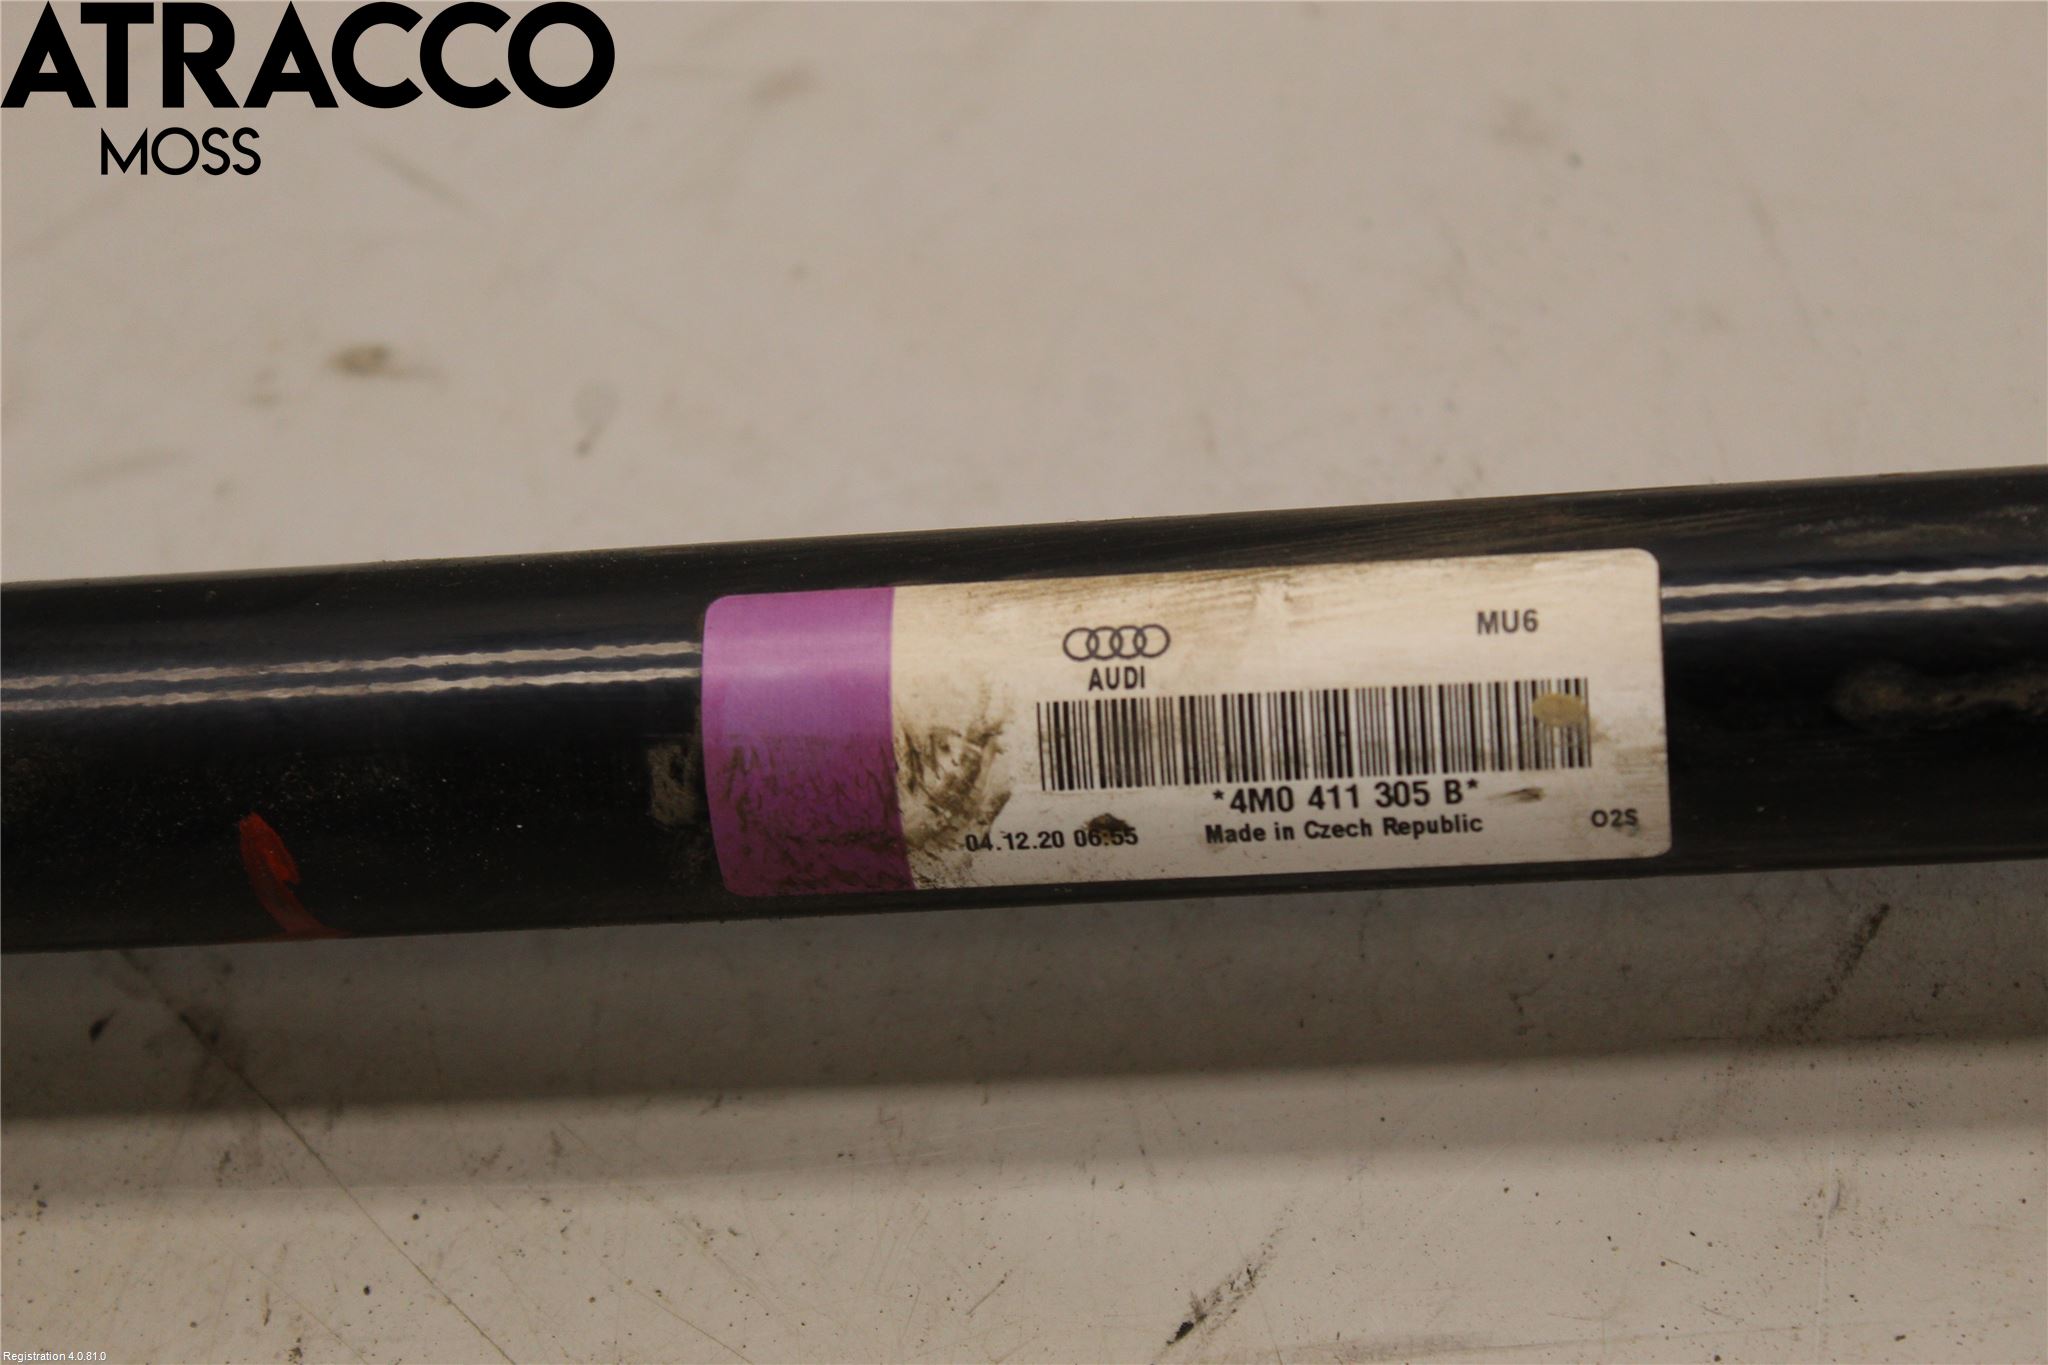 ATRACCO
MOSS
MU6
AUDI
*4M0 411 305 B*
04.12.20 06:55
Made in Czech Republic
02S
Registration 4.0.81.0